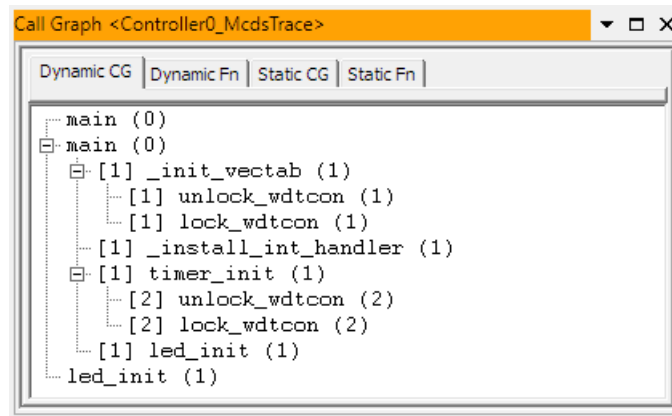 Call Graph <Controller0_McdsTrace>
Dynamic CG Dynamic Fn Static CG Static Fn
main (0)
main (0)
[1] _init_vectab (1)
[1] unlock_wdtcon (1)
[1] lock_wdtcon (1)
[1] _install_int_handler (1)
[1] timer_init (1)
[2] unlock_wdtcon (2)
[2] lock_wdtcon (2)
[1] led_init (1)
led_init (1)